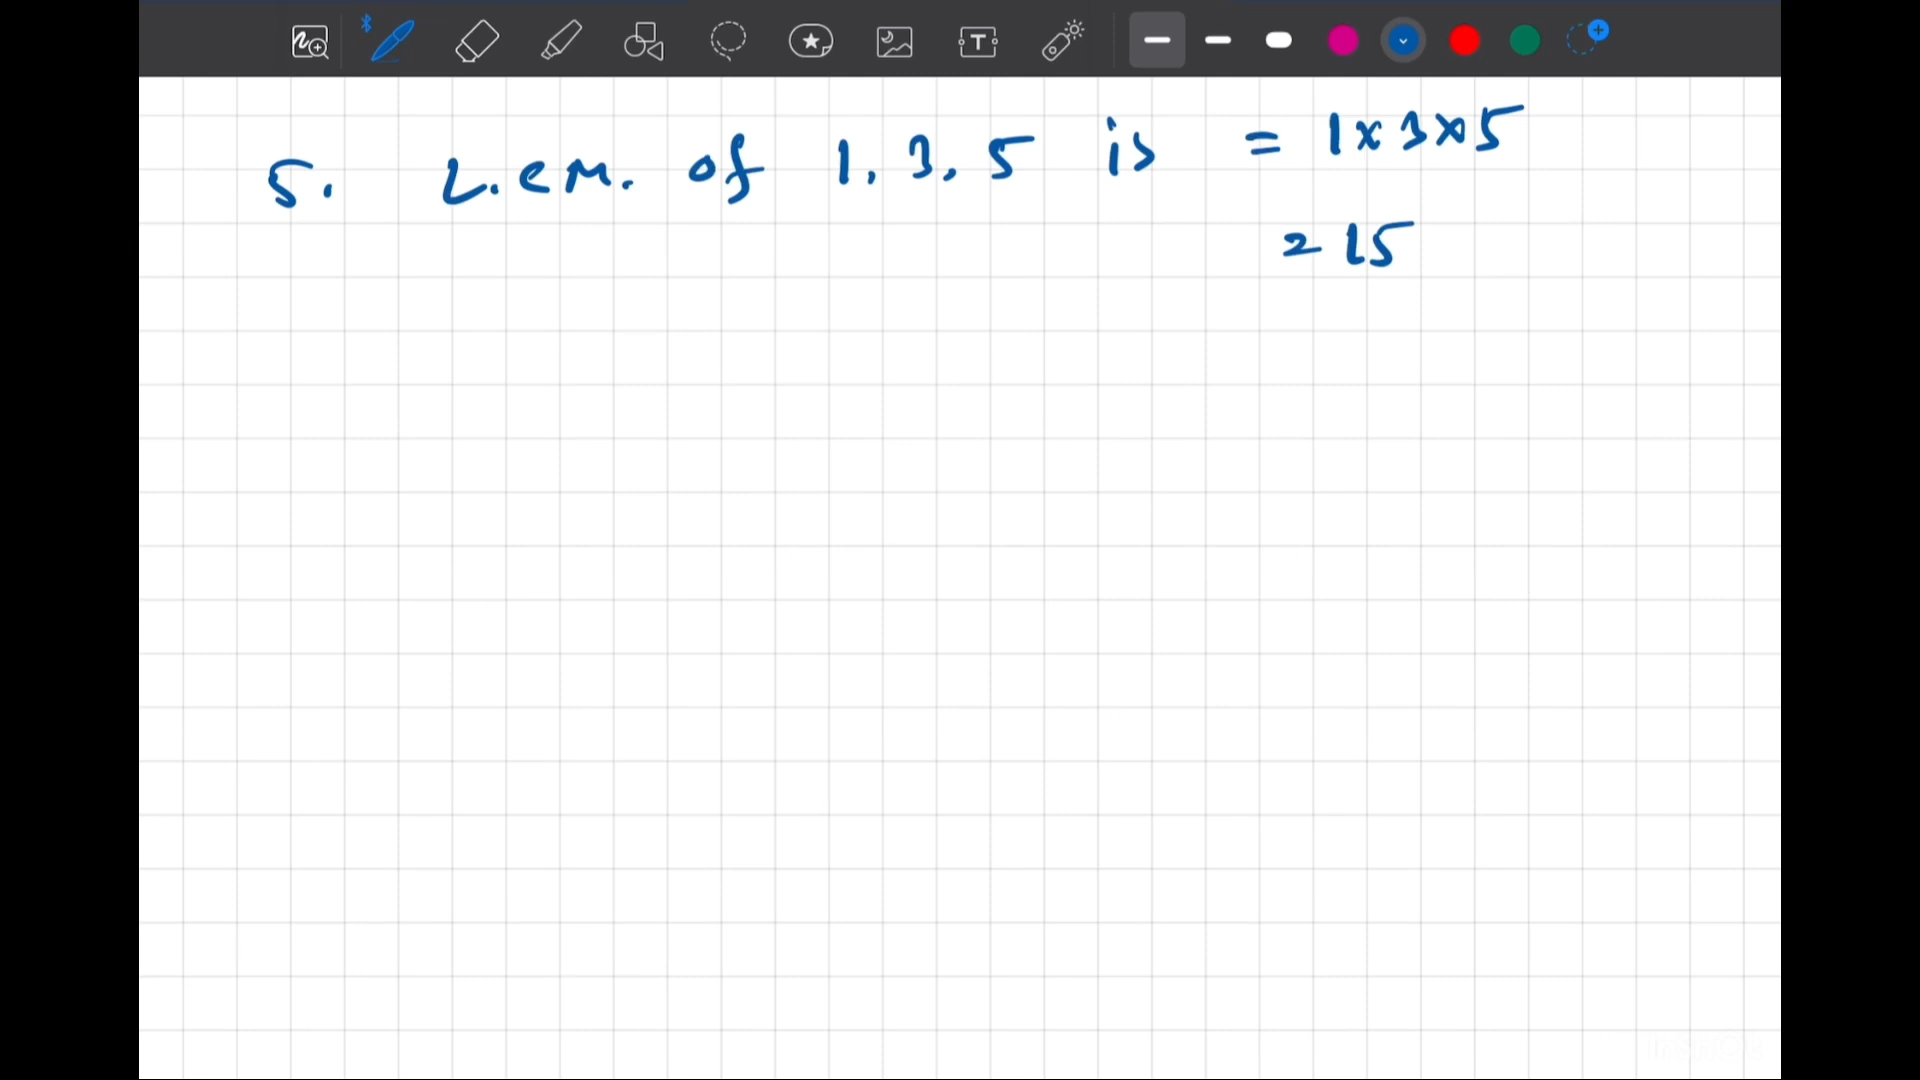 5. L.C.M. of 1, 3, 5 is = 1 x 3 x 5
= 15